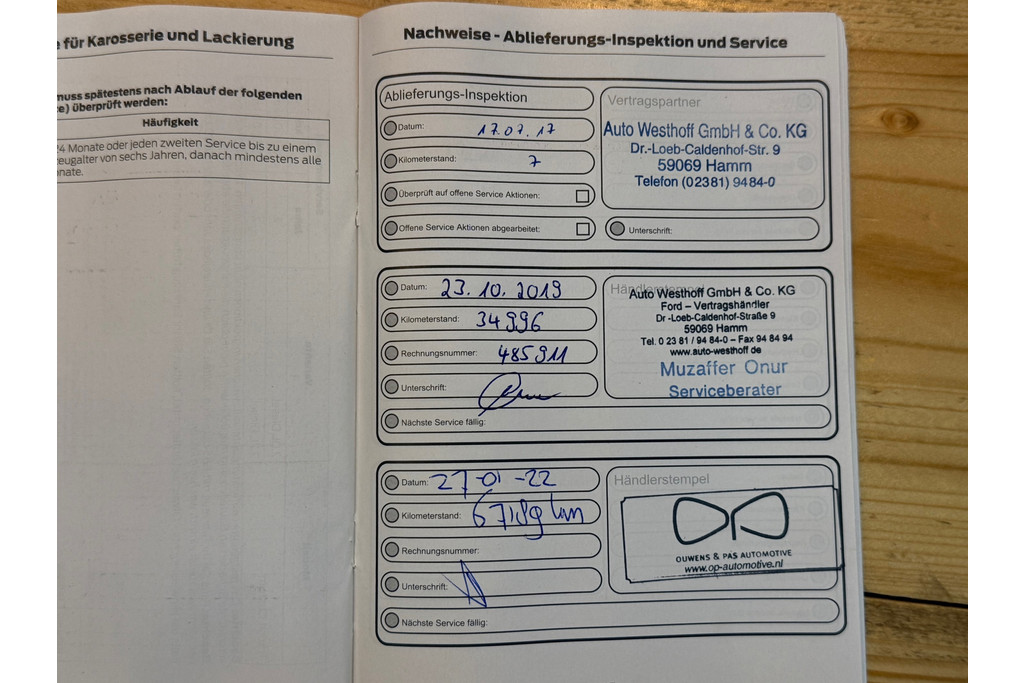 e für Karosserie und Lackierung
muss spätestens nach Ablauf der folgenden
e) überprüft werden:
Häufigkeit
24 Monate oder jeden zweiten Service bis zu einem
zeugalter von sechs Jahren, danach mindestens alle
onate.
Nachweise - Ablieferungs-Inspektion und Service
Ablieferungs-Inspektion
Datum: 17.07.17
Kilometerstand: 7
Überprüft auf offene Service Aktionen:
Offene Service Aktionen abgearbeitet:
Vertragspartner
Auto Westhoff GmbH & Co. KG
Dr.-Loeb-Caldenhof-Str. 9
59069 Hamm
Telefon (02381) 9484-0
Unterschrift:
Datum: 23.10.2019
Kilometerstand: 34996
Rechnungsnummer: 485911
Unterschrift:
Nächste Service fällig:
Händlerstempel
Auto Westhoff GmbH & Co. KG
Ford – Vertragshändler
Dr.-Loeb-Caldenhof-Straße 9
59069 Hamm
Tel. 0 23 81 / 94 84-0 – Fax 94 84 94
www.auto-westhoff.de
Muzaffer Onur
Serviceberater
Datum: 27-01-22
Kilometerstand: km
Rechnungsnummer:
Unterschrift:
Nächste Service fällig:
Händlerstempel
OUWENS & PAS AUTOMOTIVE
www.op-automotive.nl